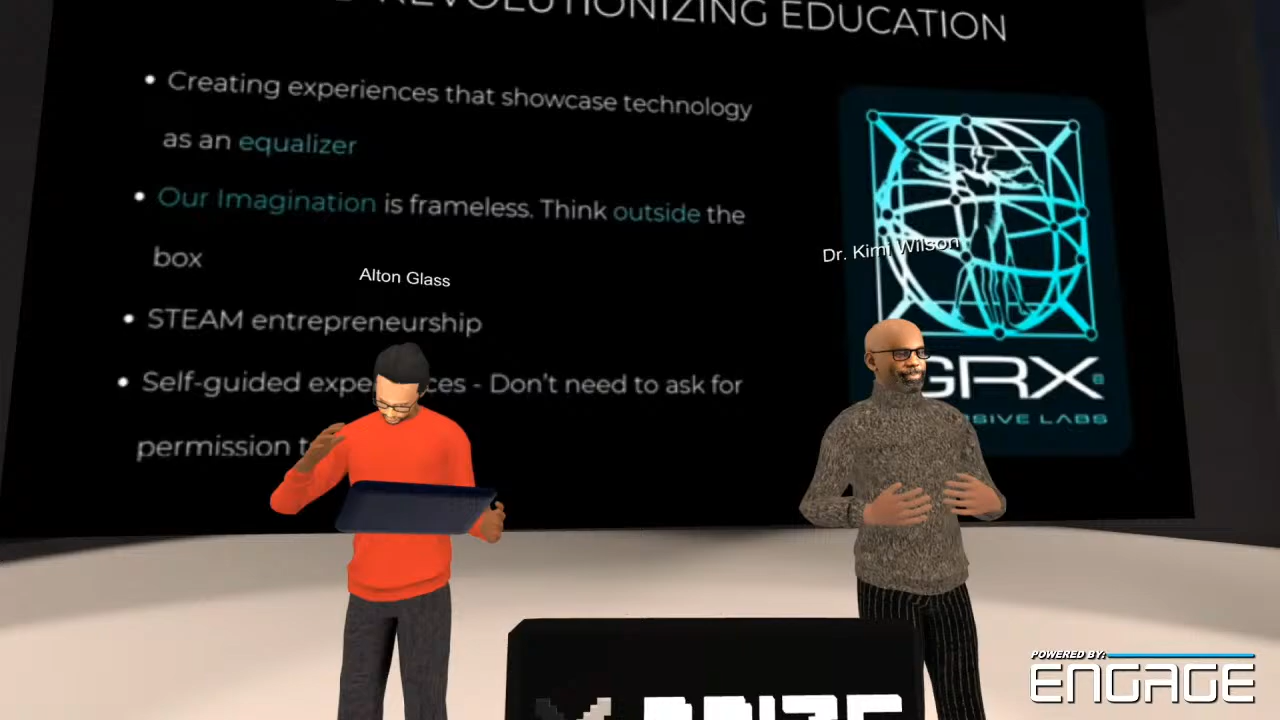 REVOLUTIONIZING EDUCATION
• Creating experiences that showcase technology
as an equalizer
• Our Imagination is frameless. Think outside the
box
• STEAM entrepreneurship
• Self-guided expe ces - Don't need to ask for
permission t
Alton Glass
Dr. Kimi Wilson
GRX
SIVE LABS
PRIZE
POWERED BY:
ENGAGE